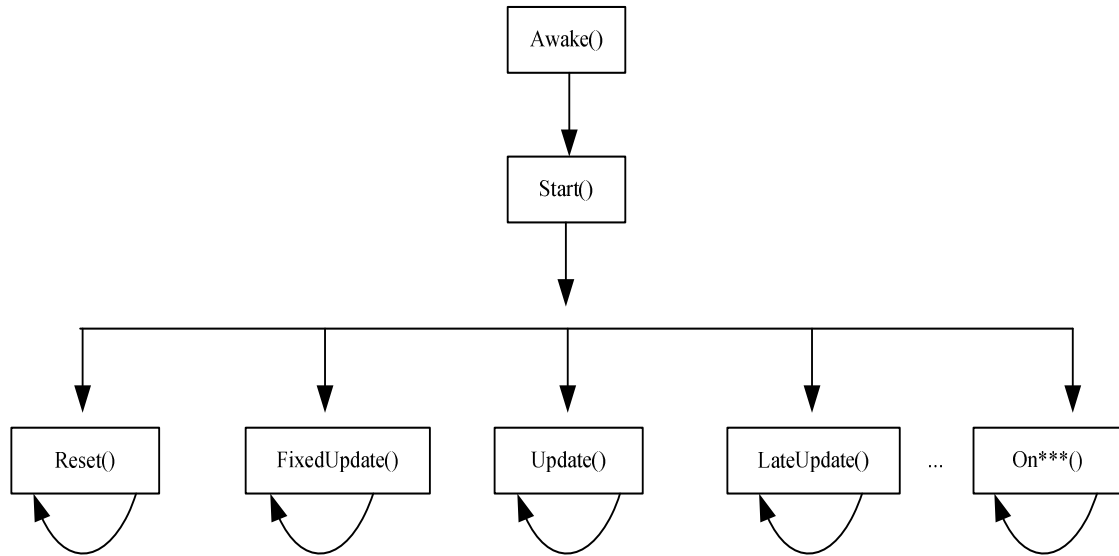 Awake()
Start()
Reset()
FixedUpdate()
Update()
LateUpdate()
...
On***()